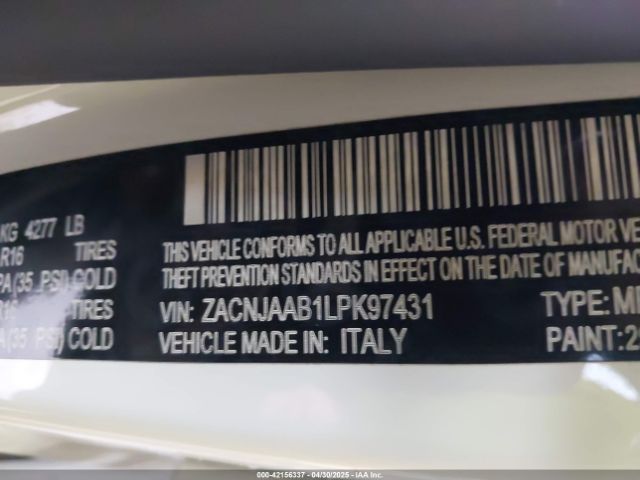 KG 4277 LB
R16 TIRES
PA(35 PSI) COLD
TIRES
A(35 PSI) COLD
THIS VEHICLE CONFORMS TO ALL APPLICABLE U.S. FEDERAL MOTOR
THEFT PREVENTION STANDARDS IN EFFECT ON THE DATE OF MANUFAC
VIN: ZACNJAAB1LPK97431 TYPE:
VEHICLE MADE IN: ITALY PAINT:
000-42156337 - 04/30/2025 - IAA Inc.